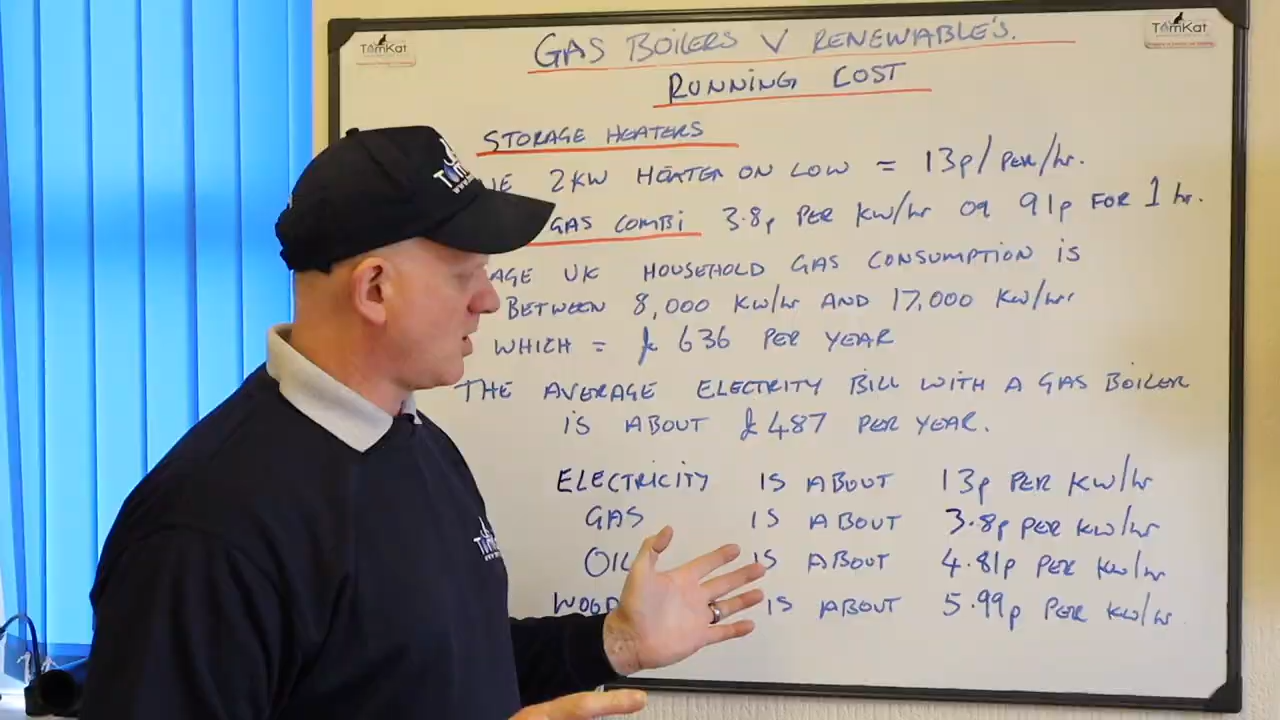 GAS BOILERS V RENEWABLE'S.
RUNNING COST
TomKat
TomKat
STORAGE HEATERS
2KW HEATER ON LOW = 13p/PER/hr.
GAS COMBI 3.8p PER KW/hr OR 91p FOR 1 hr.
UK HOUSEHOLD GAS CONSUMPTION IS
BETWEEN 8,000 KW/hr AND 17,000 KW/hr
WHICH = £636 PER YEAR
THE AVERAGE ELECTRITY BILL WITH A GAS BOILER
IS ABOUT £487 PER YEAR.
ELECTRICITY IS ABOUT 13p PER KW/hr
GAS IS ABOUT 3.8p PER KW/hr
OIL IS ABOUT 4.81p PER KW/hr
IS ABOUT 5.99p PER KW/hr